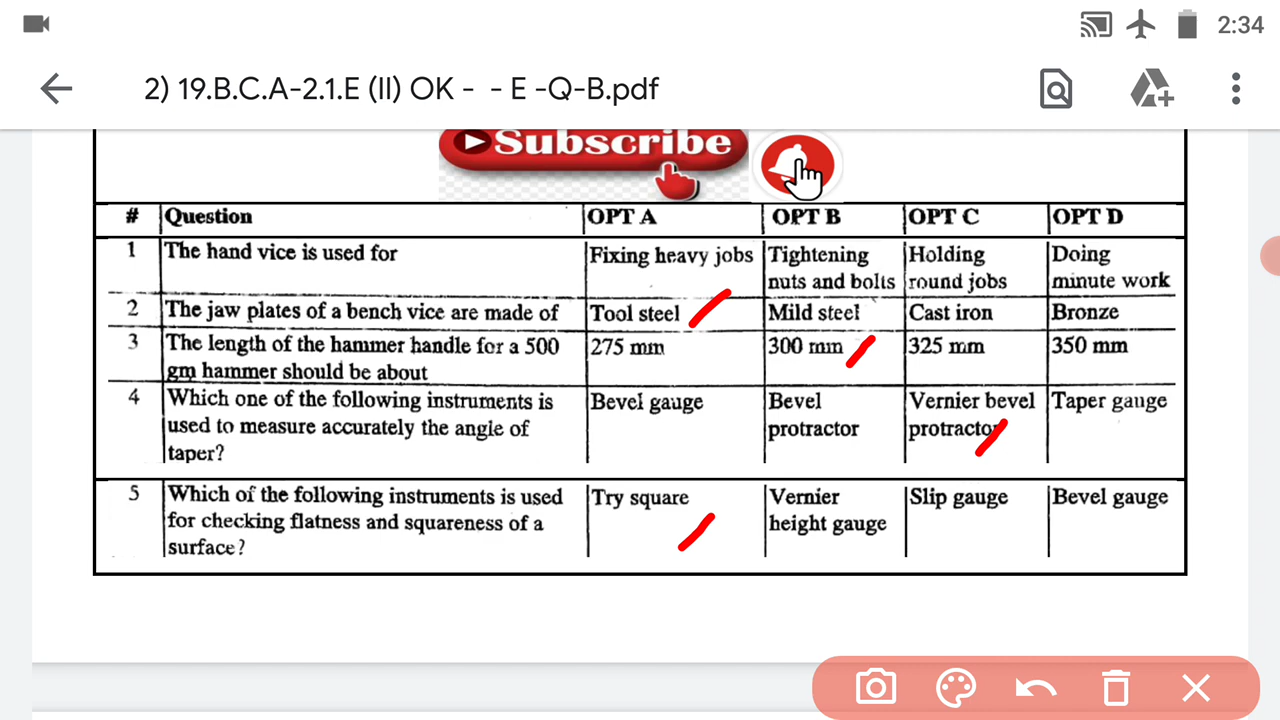 2:34
2) 19.B.C.A-2.1.E (II) OK - - E -Q-B.pdf
Subscribe
# Question OPT A OPT B OPT C OPT D
1 The hand vice is used for Fixing heavy jobs Tightening nuts and bolts Holding round jobs Doing minute work
2 The jaw plates of a bench vice are made of Tool steel Mild steel Cast iron Bronze
3 The length of the hammer handle for a 500 gm hammer should be about 275 mm 300 mm 325 mm 350 mm
4 Which one of the following instruments is used to measure accurately the angle of taper? Bevel gauge Bevel protractor Vernier bevel protractor Taper gauge
5 Which of the following instruments is used for checking flatness and squareness of a surface? Try square Vernier height gauge Slip gauge Bevel gauge